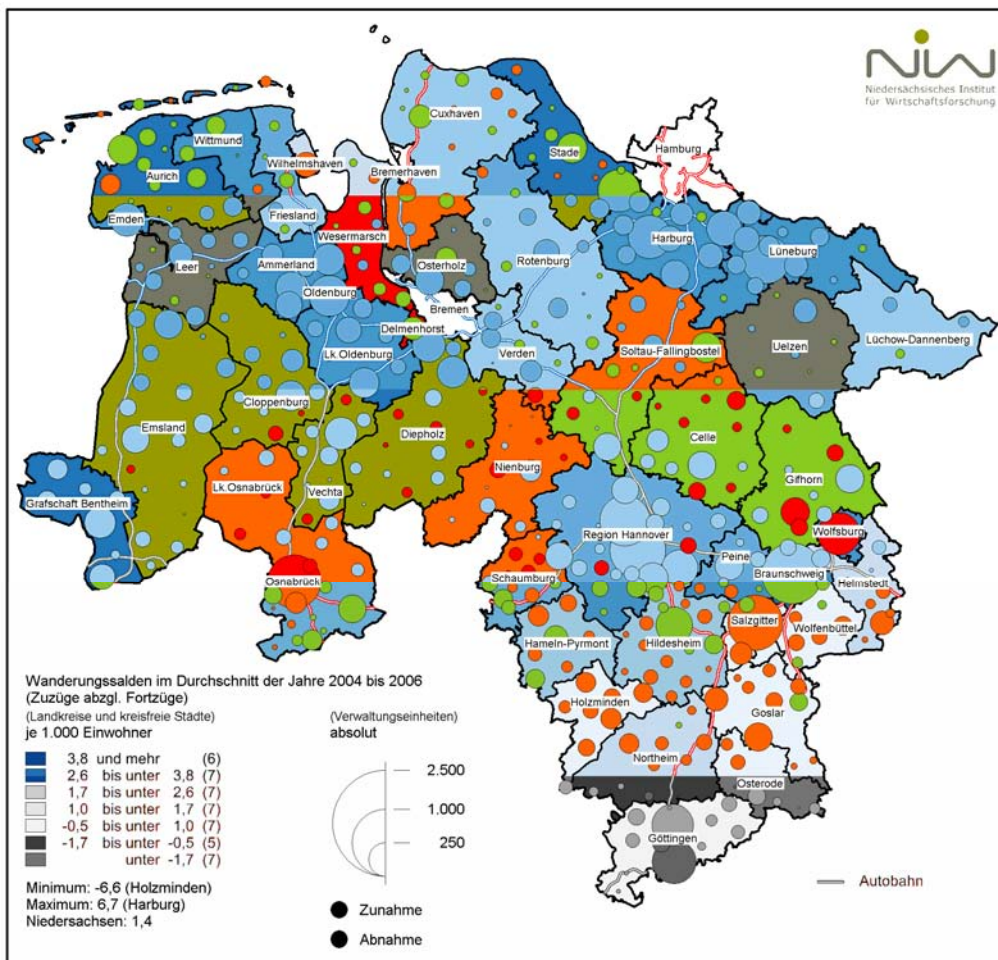 NIW
Niedersächsisches Institut
für Wirtschaftsforschung
Cuxhaven
Wittmund
Wilhelmshaven
Stade
Hamburg
Aurich
Bremerhaven
Emden
Friesland
Wesermarsch
Harburg
Lüneburg
Leer
Ammerland
Osterholz
Rotenburg
Oldenburg
Bremen
Delmenhorst
Uelzen
Lüchow-Dannenberg
Lk.Oldenburg
Verden
Soltau-Fallingbostel
Cloppenburg
Emsland
Diepholz
Celle
Nienburg
Gifhorn
Lk.Osnabrück
Vechta
Grafschaft Bentheim
Region Hannover
Wolfsburg
Peine
Osnabrück
Schaumburg
Braunschweig
Helmstedt
Salzgitter
Wolfenbüttel
Hameln-Pyrmont
Hildesheim
Holzminden
Goslar
Northeim
Osterode
Göttingen
Wanderungssalden im Durchschnitt der Jahre 2004 bis 2006
(Zuzüge abzgl. Fortzüge)
(Landkreise und kreisfreie Städte)
je 1.000 Einwohner
3,8 und mehr (6)
2,6 bis unter 3,8 (7)
1,7 bis unter 2,6 (7)
1,0 bis unter 1,7 (7)
-0,5 bis unter 1,0 (7)
-1,7 bis unter -0,5 (5)
unter -1,7 (7)
Minimum: -6,6 (Holzminden)
Maximum: 6,7 (Harburg)
Niedersachsen: 1,4
(Verwaltungseinheiten)
absolut
2.500
1.000
250
Zunahme
Abnahme
Autobahn